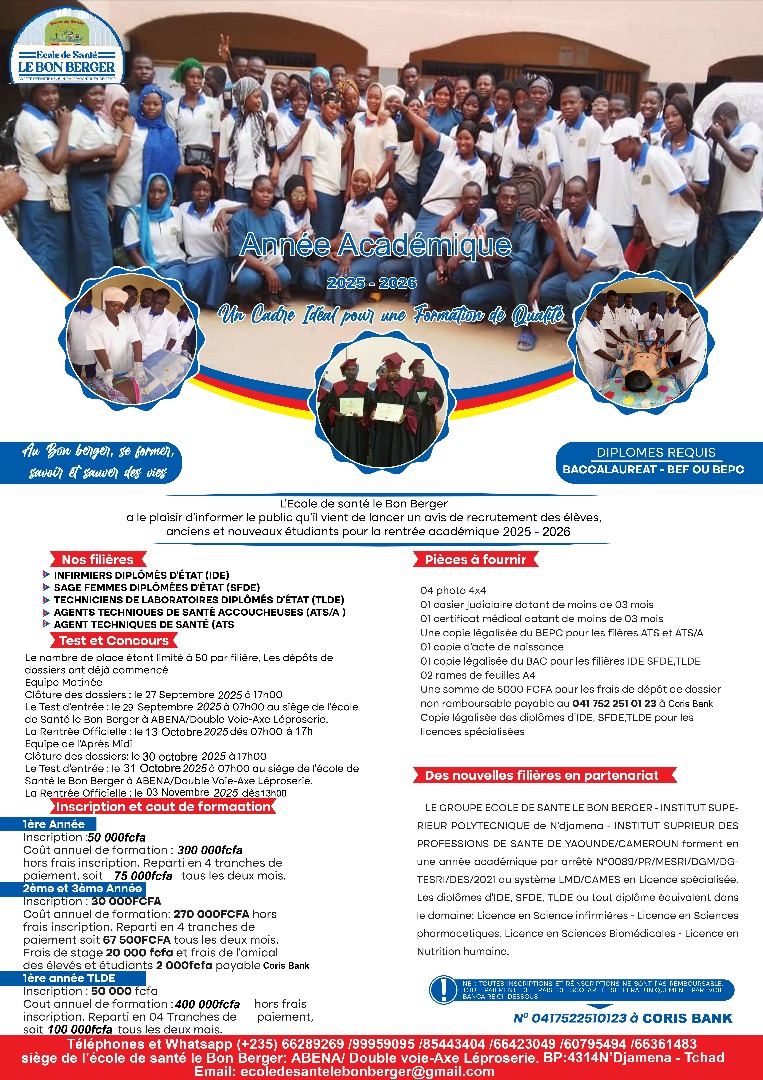 Ecole de Santé
LE BON BERGER
Année Académique
2025 - 2026
Un Cadre Idéal pour une Formation de Qualité
Au Bon berger, se former,
savoir et sauver des vies
DIPLOMES REQUIS
BACCALAUREAT - BEF OU BEPC
L'Ecole de santé le Bon Berger
a le plaisir d'informer le public qu'il vient de lancer un avis de recrutement des élèves,
anciens et nouveaux étudiants pour la rentrée académique 2025 - 2026
Nos filières
INFIRMIERS DIPLÔMÉS D'ÉTAT (IDE)
SAGE FEMMES DIPLÔMÉES D'ÉTAT (SFDE)
TECHNICIENS DE LABORATOIRES DIPLÔMÉS D'ÉTAT (TLDE)
AGENTS TECHNIQUES DE SANTÉ ACCOUCHEUSES (ATS/A )
AGENT TECHNIQUES DE SANTÉ (ATS
Test et Concours
Le nombre de place étant limité à 50 par filière, Les dépôts de
dossiers ont déjà commencé
Equipe Matinée
Clôture des dossiers : le 27 Septembre 2025 à 17h00
Le Test d'entrée : le 29 Septembre 2025 à 07h00 au siège de l'école
de Santé le Bon Berger à ABENA/Double Voie-Axe Léproserie.
La Rentrée Officielle : le 13 Octobre 2025 dés 07h00 à 17h
Equipe de l'Après Midi
Clôture des dossiers: le 30 octobre 2025 à 17h00
Le Test d'entrée : le 31 Octobre 2025 à 07h00 au siège de l'école de
Santé le Bon Berger à ABENA/Double Voie-Axe Léproserie.
La Rentrée Officielle : le 03 Novembre 2025 dés 13h00
Inscription et cout de formaation
1ère Année
Inscription :50 000fcfa
Coût annuel de formation : 300 000fcfa
hors frais inscription. Reparti en 4 tranches de
paiement, soit 75 000fcfa tous les deux mois.
2ème et 3ème Année
Inscription : 30 000FCFA
Coût annuel de formation: 270 000FCFA hors
frais inscription. Reparti en 4 tranches de
paiement soit 67 500FCFA tous les deux mois.
Frais de stage 20 000 fcfa et frais de l'amical
des élevés et étudiants 2 000fcfa payable Coris Bank
1ère année TLDE
Inscription : 50 000 fcfa
Cout annuel de formation :400 000fcfa hors frais
inscription. Reparti en 04 Tranches de paiement,
soit 100 000fcfa tous les deux mois.
Pièces à fournir
04 photo 4x4
01 casier judiciaire datant de moins de 03 mois
01 certificat médical datant de moins de 03 mois
Une copie légalisée du BEPC pour les filères ATS et ATS/A
01 copie d'acte de naissance
01 copie légalisée du BAC pour les filières IDE SFDE,TLDE
02 rames de feuilles A4
Une somme de 5000 FCFA pour les frais de dépôt de dossier
non remboursable payable au 041 752 251 01 23 à Coris Bank
Copie légalisée des diplômes d'IDE, SFDE,TLDE pour les
licences spécialisées
Des nouvelles filières en partenariat
LE GROUPE ECOLE DE SANTE LE BON BERGER - INSTITUT SUPE-
RIEUR POLYTECNIQUE de N'djamena - INSTITUT SUPRIEUR DES
PROFESSIONS DE SANTE DE YAOUNDE/CAMEROUN forment en
une année académique par arrêté N°0089/PR/MESRI/DGM/DG-
TESRI/DES/2021 au système LMD/CAMES en Licence spécialisée.
Les diplômes d'IDE, SFDE, TLDE ou tout diplôme équivalent dans
le domaine: Licence en Science infirmières - Licence en Sciences
pharmacetiques. Licence en Sciences Biomédicales - Licence en
Nutrition humaine.
NB : TOUTES INSCRIPTIONS ET RÉINSCRIPTIONS NE SONT PAS REMBOURSABLE.
TOUT PAIEMENT DE FRAIS DE SCOLARITÉ SE FERA UNIQUEMENT PAR VOIE
BANCAIRE CI-DESSOUS
N° 0417522510123 à CORIS BANK
Téléphones et Whatsapp (+235) 66289269 /99959095 /85443404 /66423049 /60795494 /66361483
siège de l'école de santé le Bon Berger: ABENA/ Double voie-Axe Léproserie. BP:4314N'Djamena - Tchad
Email: ecoledesantelebonberger@gmail.com